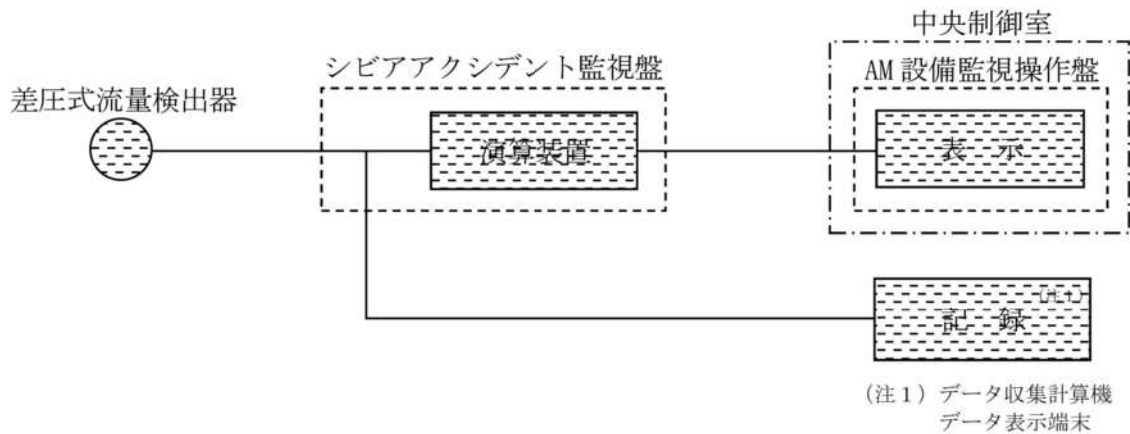 中央制御室
シビアアクシデント監視盤
AM 設備監視操作盤
差圧式流量検出器
演算装置
表　示
(注1)
記　録
(注１) データ収集計算機
データ表示端末